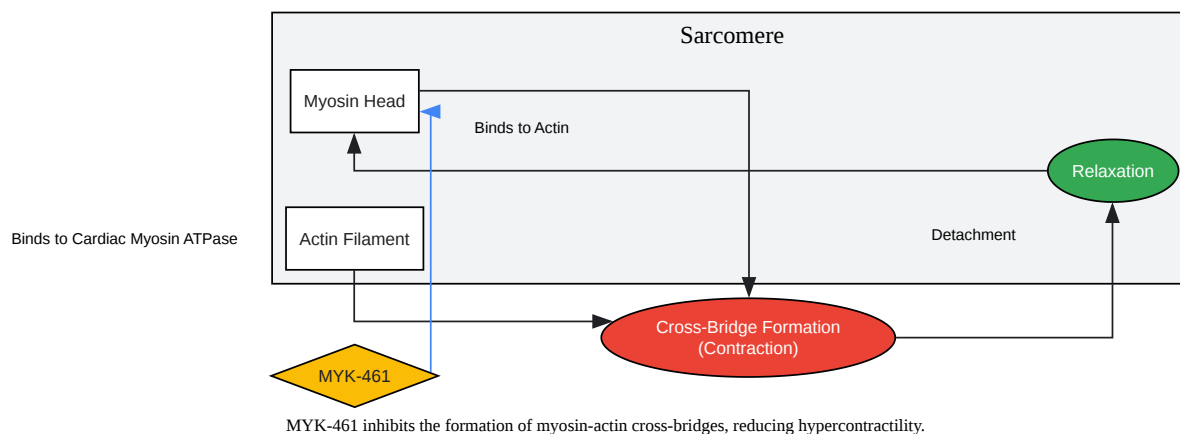 Sarcomere
Myosin Head
Binds to Actin
Relaxation
Actin Filament
Binds to Cardiac Myosin ATPase
Detachment
Cross-Bridge Formation
(Contraction)
MYK-461
MYK-461 inhibits the formation of myosin-actin cross-bridges, reducing hypercontractility.